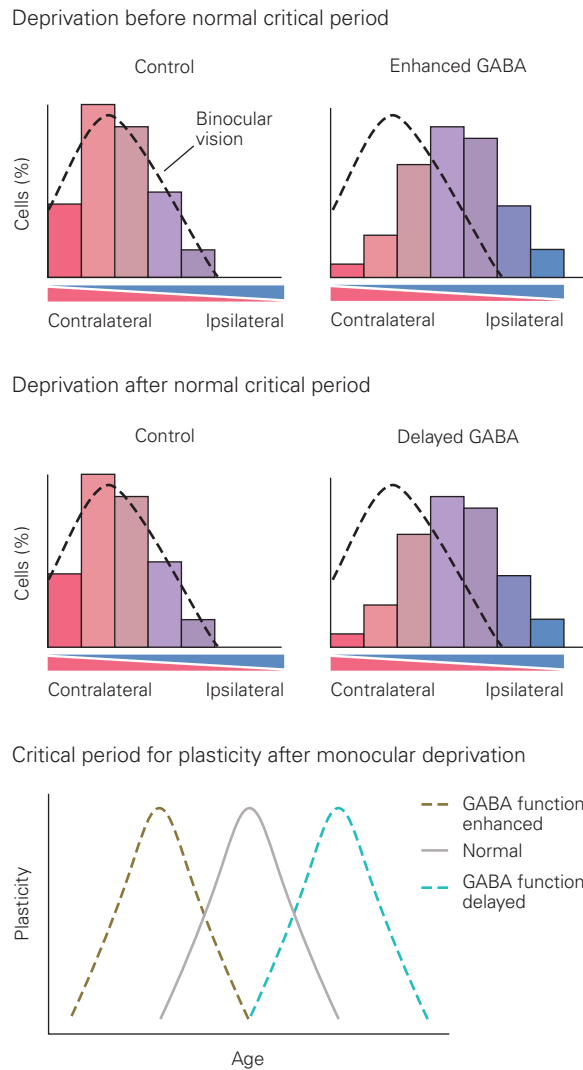 Deprivation before normal critical period
Control
Enhanced GABA
Binocular
vision
Cells (%)
Contralateral
Ipsilateral
Contralateral
Ipsilateral
Deprivation after normal critical period
Control
Delayed GABA
Cells (%)
Contralateral
Ipsilateral
Contralateral
Ipsilateral
Critical period for plasticity after monocular deprivation
GABA function
enhanced
Normal
GABA function
delayed
Plasticity
Age